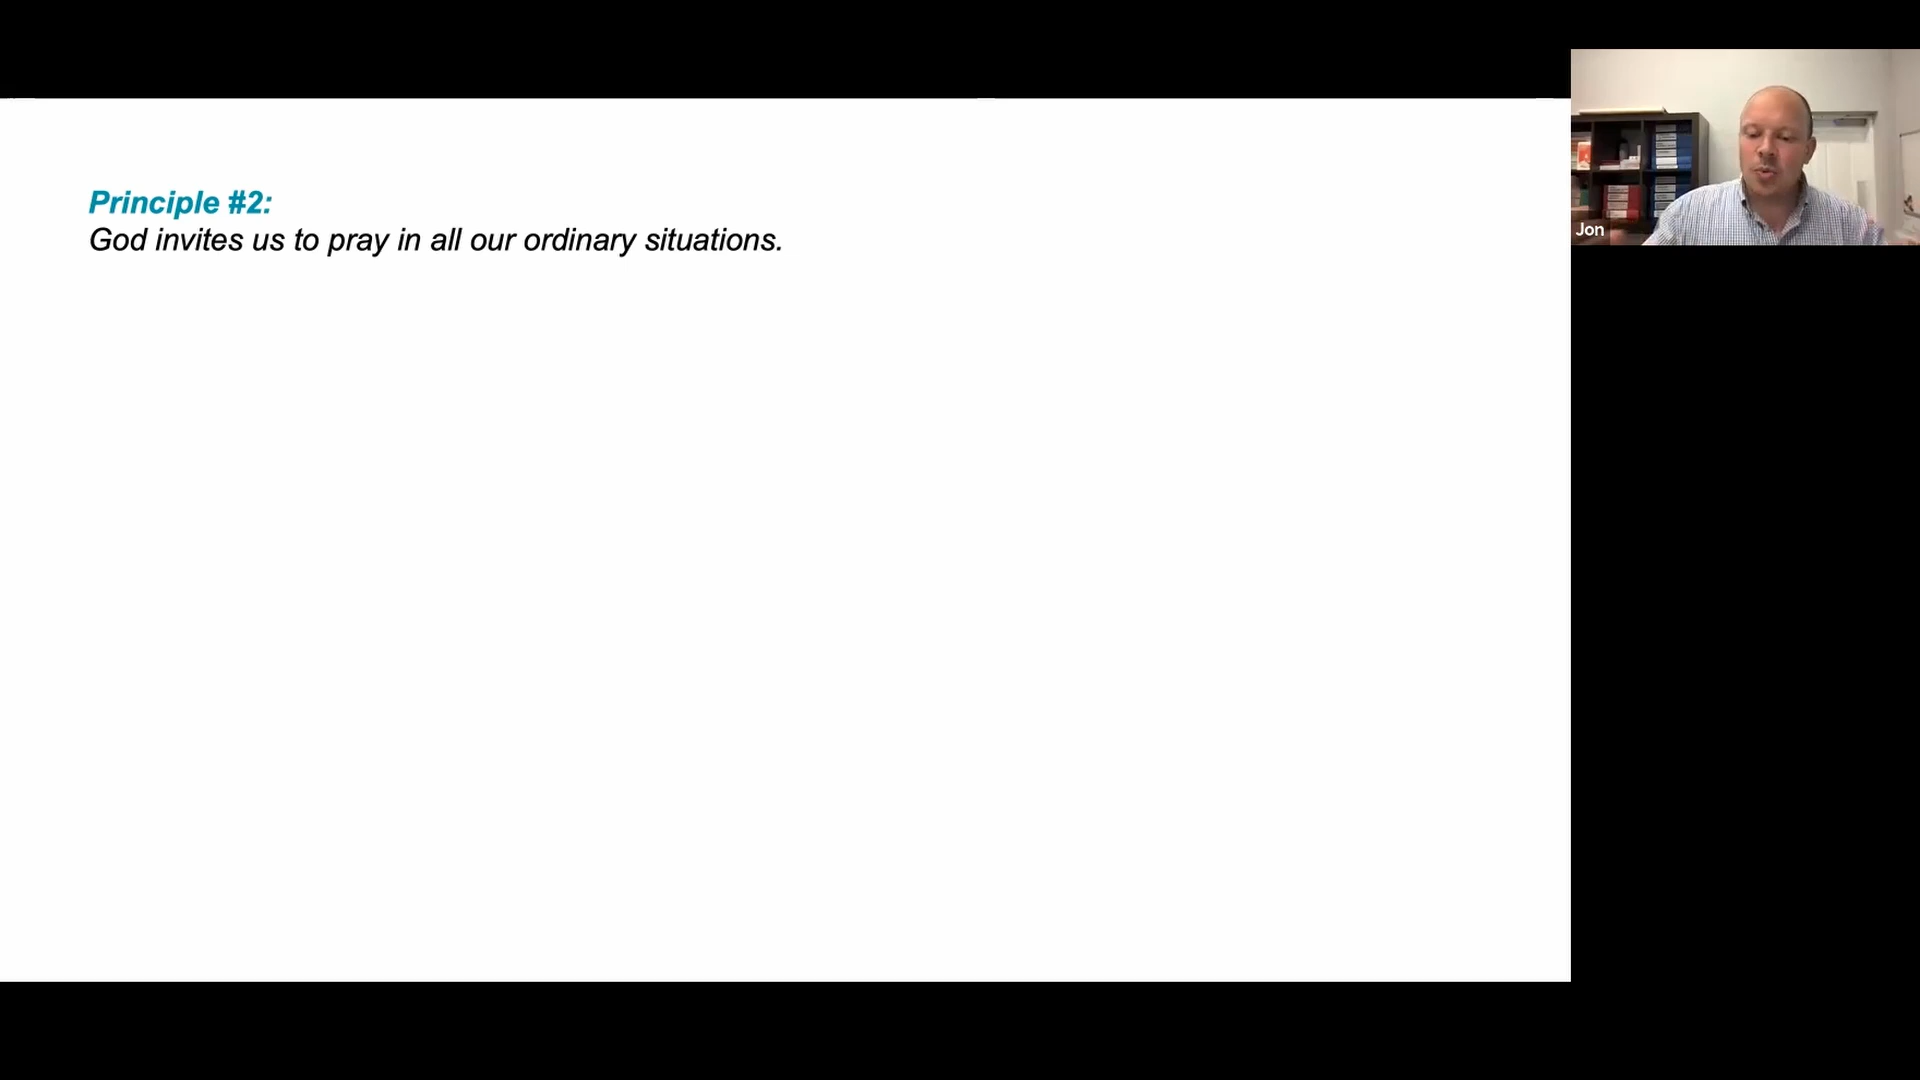 Principle #2:
God invites us to pray in all our ordinary situations.
Jon